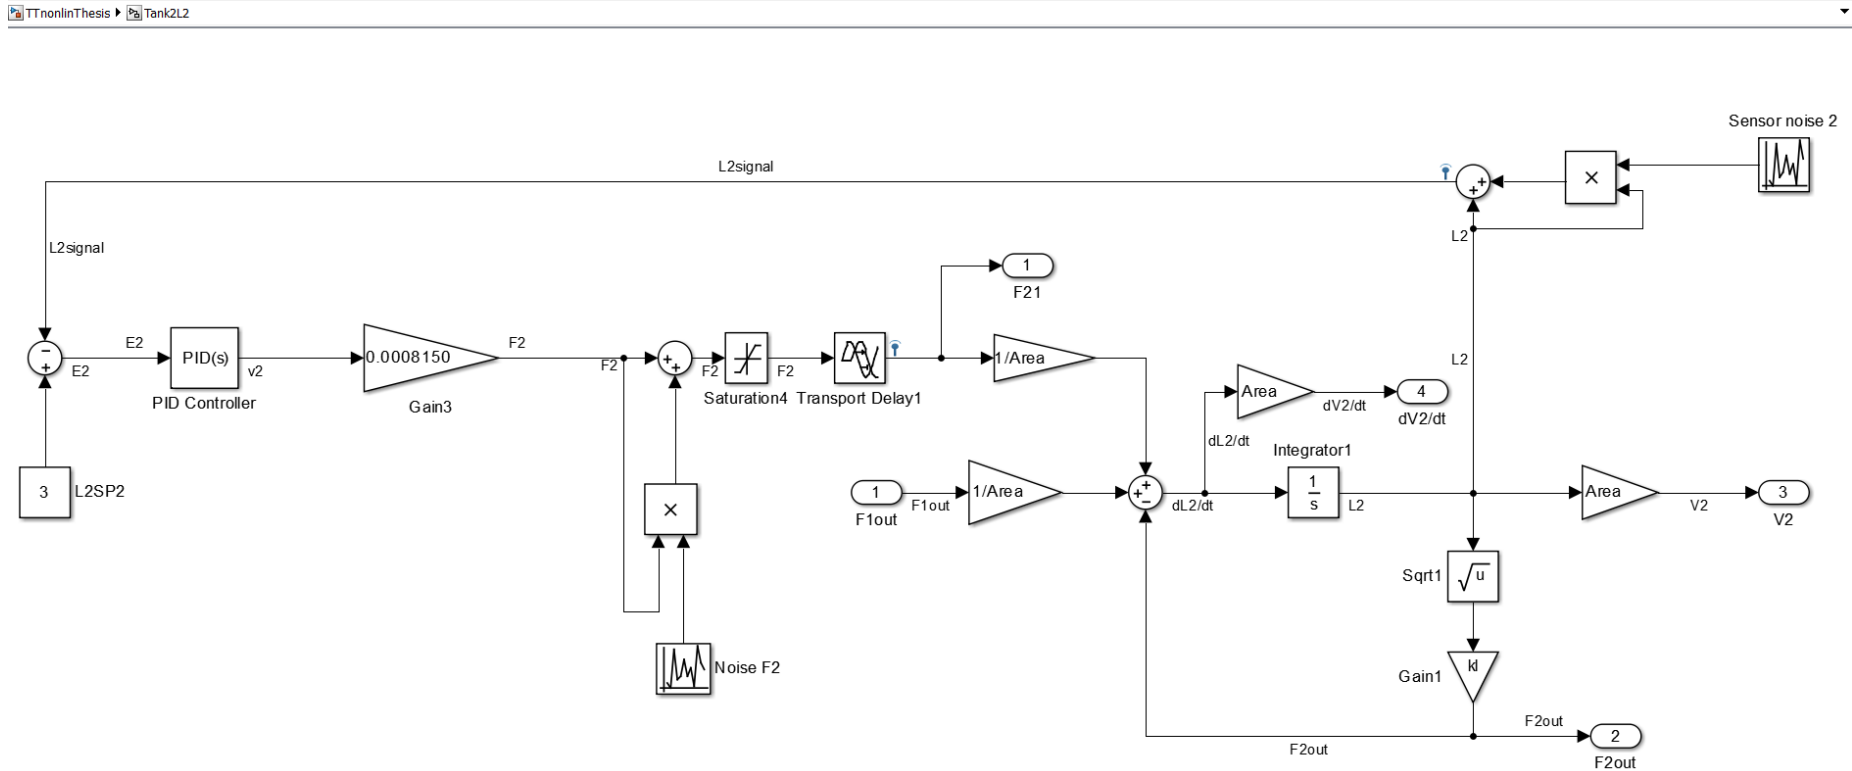 TTnonlinThesis Tank2L2
Sensor noise 2
L2signal
×
+
+
L2
L2signal
1
F21
−
+
E2
E2
PID(s)
PID Controller
v2
0.0008150
Gain3
F2
F2
+
+
F2
Saturation4
F2
Transport Delay1
1/Area
L2
Area
dV2/dt
4
dV2/dt
dL2/dt
Integrator1
3
L2SP2
×
1
F1out
F1out
1/Area
+
+
−
dL2/dt
1
s
L2
Area
V2
3
V2
Sqrt1
√u
Noise F2
kl
Gain1
F2out
F2out
2
F2out